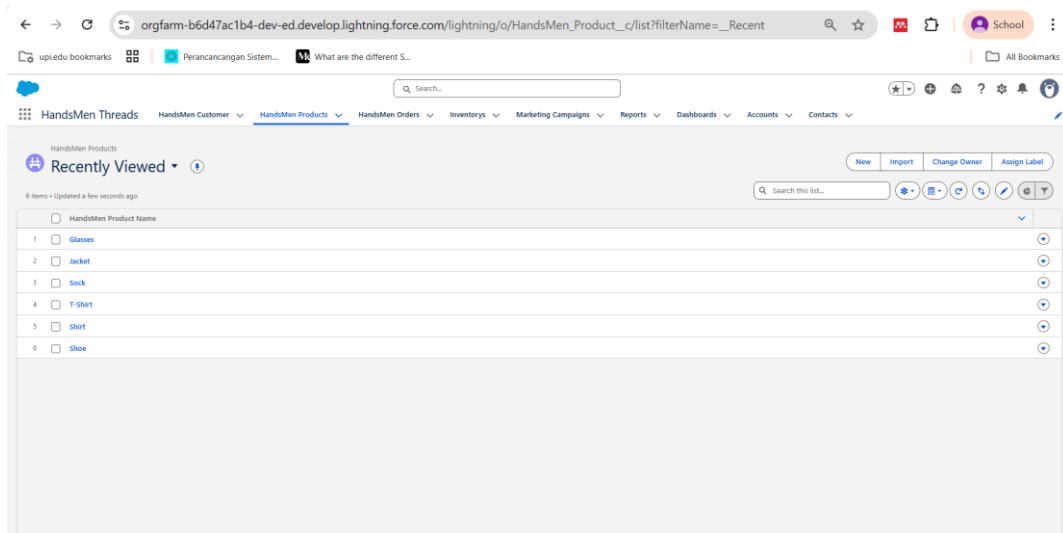 orgfarm-b6d47ac1b4-dev-ed.develop.lightning.force.com/lightning/o/HandsMen_Product__c/list?filterName=__Recent
School
upi.edu bookmarks
Perancancangan Sistem...
What are the different S...
All Bookmarks
Search...
HandsMen Threads
HandsMen Customer
HandsMen Products
HandsMen Orders
Inventorys
Marketing Campaigns
Reports
Dashboards
Accounts
Contacts
HandsMen Products
Recently Viewed
New
Import
Change Owner
Assign Label
6 items • Updated a few seconds ago
Search this list...
HandsMen Product Name
1 Glasses
2 Jacket
3 Sock
4 T-Shirt
5 Shirt
6 Shoe